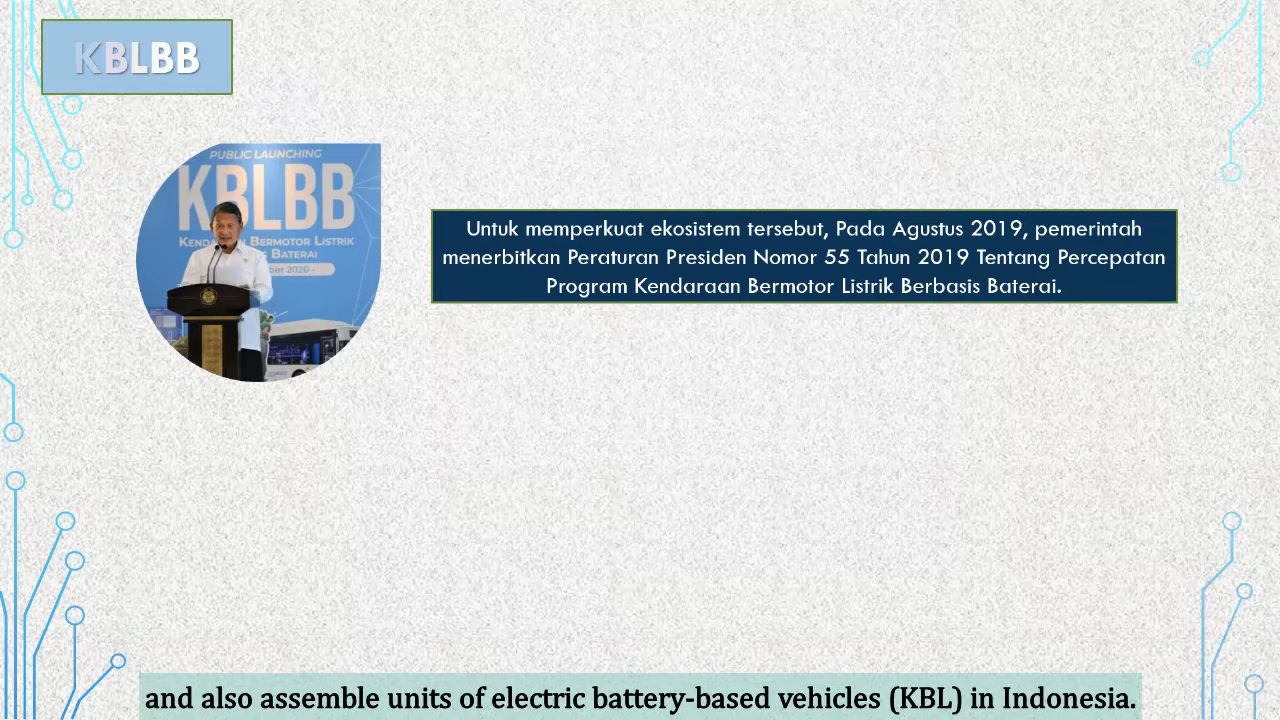 KBLBB
PUBLIC LAUNCHING
KBLBB
KENDARAAN BERMOTOR LISTRIK
BATERAI
2020 -
Untuk memperkuat ekosistem tersebut, Pada Agustus 2019, pemerintah
menerbitkan Peraturan Presiden Nomor 55 Tahun 2019 Tentang Percepatan
Program Kendaraan Bermotor Listrik Berbasis Baterai.
and also assemble units of electric battery-based vehicles (KBL) in Indonesia.